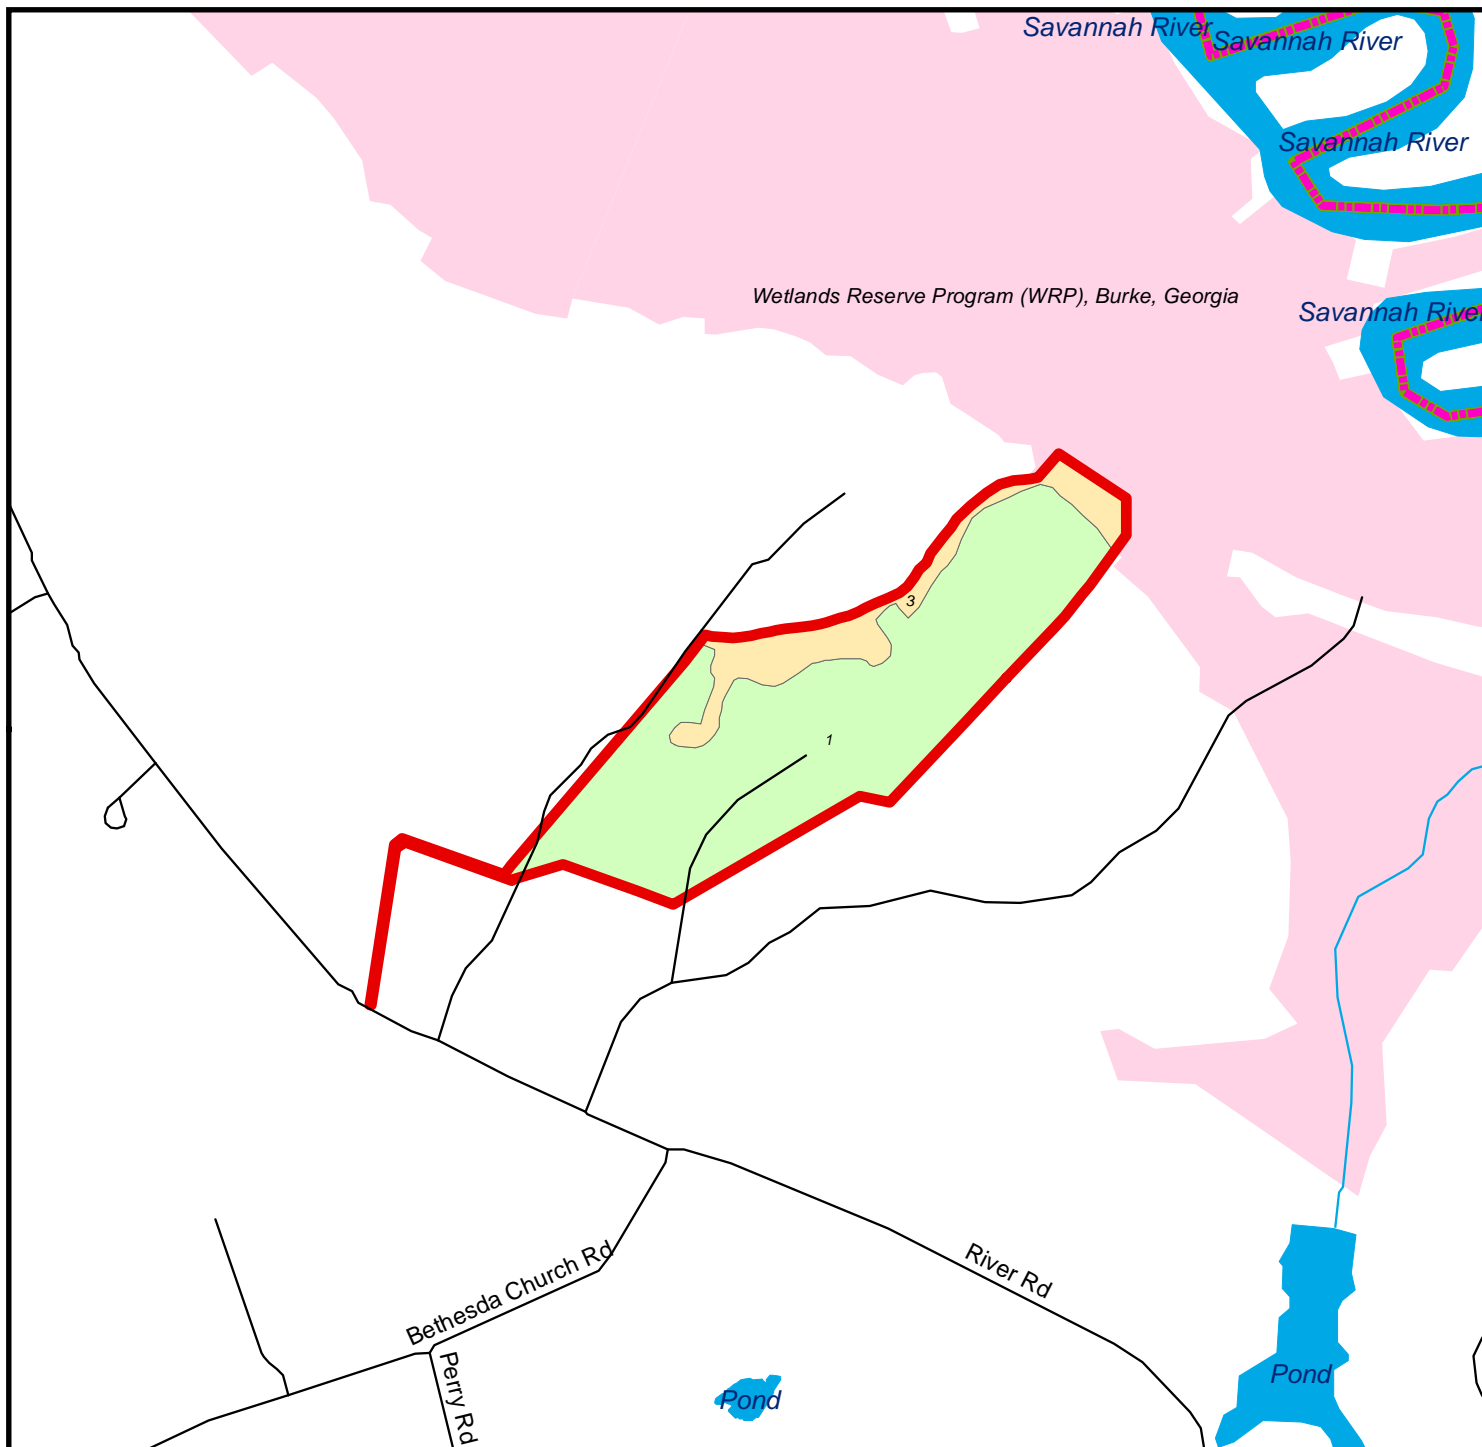 Savannah River
Savannah River
Savannah River
Wetlands Reserve Program (WRP), Burke, Georgia
Savannah River
3
1
Bethesda Church Rd
River Rd
Perry Rd
Pond
Pond